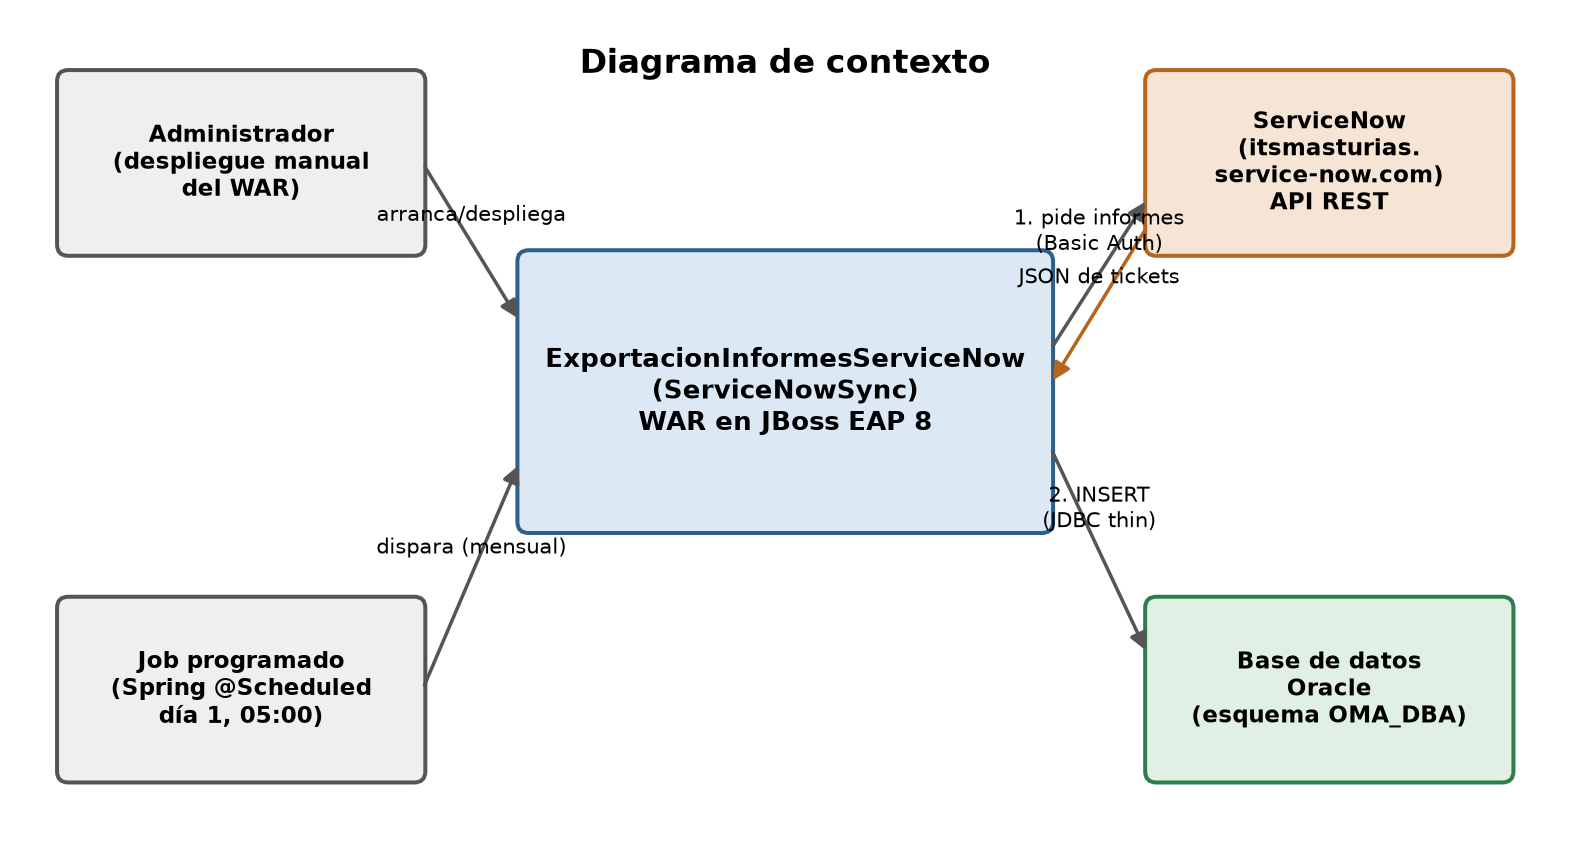 Diagrama de contexto
Administrador
(despliegue manual
del WAR)
arranca/despliega
ServiceNow
(itsmasturias.
service-now.com)
API REST
1. pide informes
(Basic Auth)
JSON de tickets
ExportacionInformesServiceNow
(ServiceNowSync)
WAR en JBoss EAP 8
2. INSERT
(JDBC thin)
dispara (mensual)
Job programado
(Spring @Scheduled
día 1, 05:00)
Base de datos
Oracle
(esquema OMA_DBA)